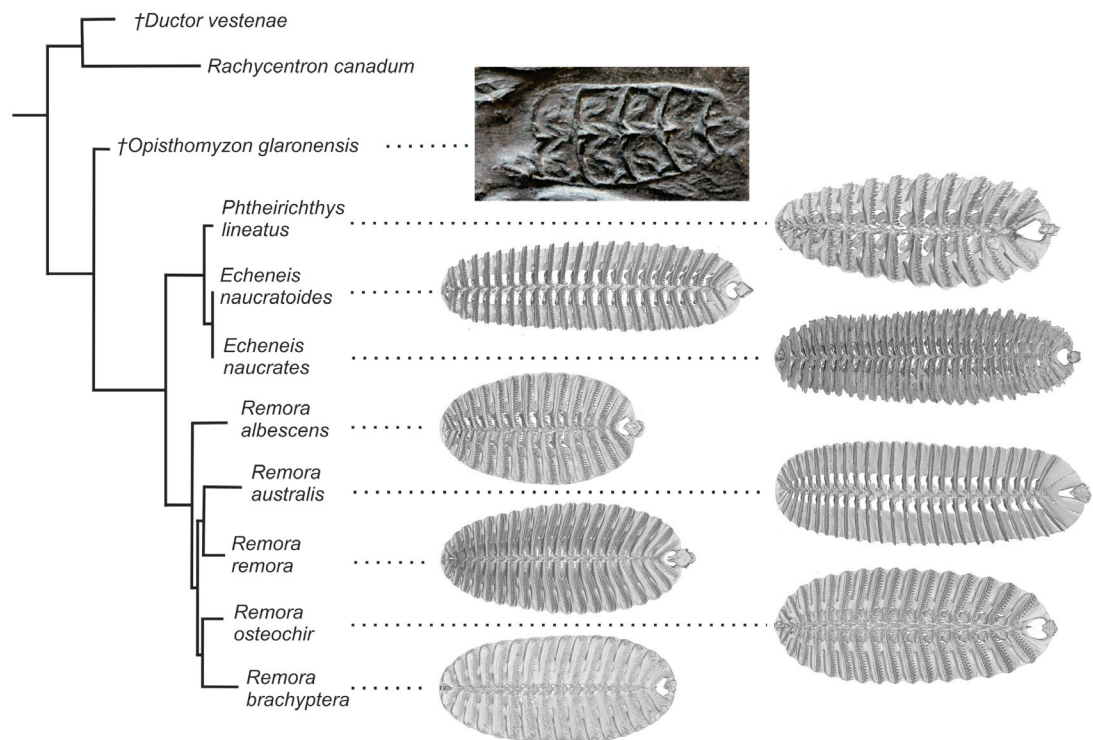 †Ductor vestenae
Rachycentron canadum
†Opisthomyzon glaronensis
Phtheirichthys
lineatus
Echeneis
naucratoides
Echeneis
naucrates
Remora
albescens
Remora
australis
Remora
remora
Remora
osteochir
Remora
brachyptera